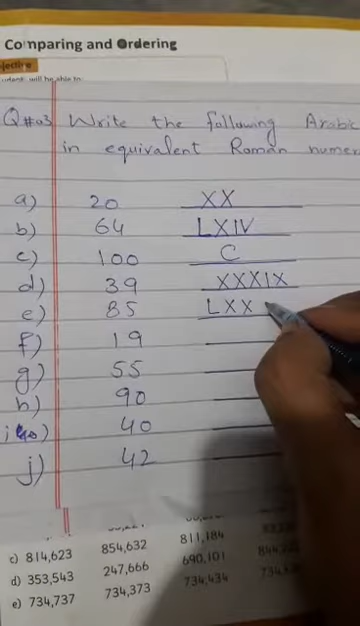 Comparing and Ordering
Q#03 Write the following Arabic
in equivalent Roman numer
a) 20 XX
b) 64 LXIV
c) 100 C
d) 39 XXXIX
e) 85 LXX
f) 19
g) 55
h) 90
40
j) 42
c) 814,623 854,632 811,184
d) 353,543 247,666 690,101
e) 734,737 734,373 734,434